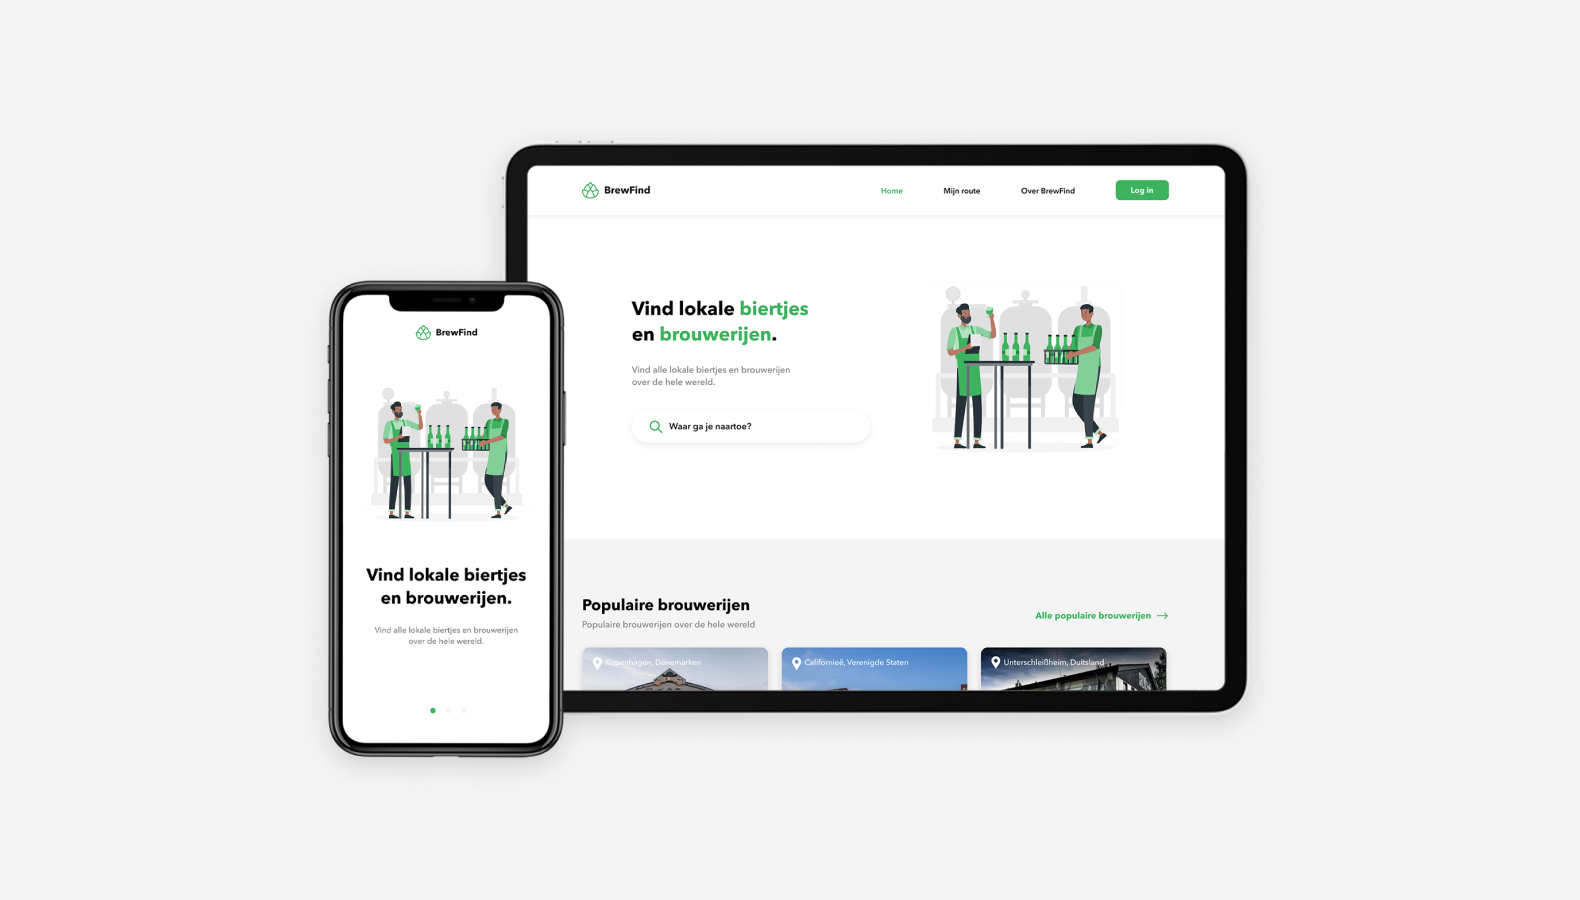 BrewFind
Home
Mijn route
Over BrewFind
Log in
Vind lokale biertjes
en brouwerijen.
Vind alle lokale biertjes en brouwerijen
over de hele wereld.
Waar ga je naartoe?
Populaire brouwerijen
Populaire brouwerijen over de hele wereld
Alle populaire brouwerijen
Kopenhagen, Denemarken
Californieë, Verenigde Staten
Unterschleißheim, Duitsland
BrewFind
Vind lokale biertjes
en brouwerijen.
Vind alle lokale biertjes en brouwerijen
over de hele wereld.